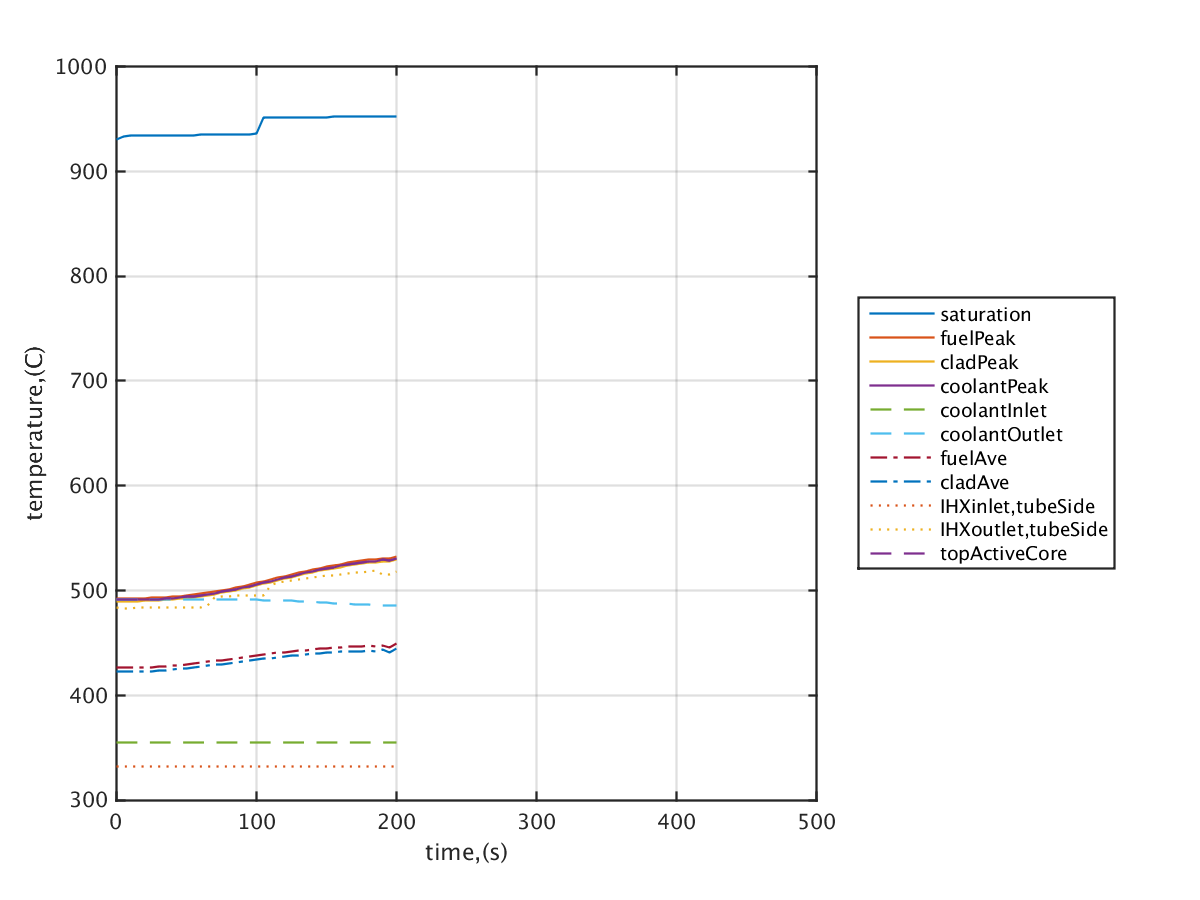 1000
900
800
700
600
500
400
300
temperature,(C)
0 100 200 300 400 500
time,(s)
saturation
fuelPeak
cladPeak
coolantPeak
coolantInlet
coolantOutlet
fuelAve
cladAve
IHXinlet,tubeSide
IHXoutlet,tubeSide
topActiveCore